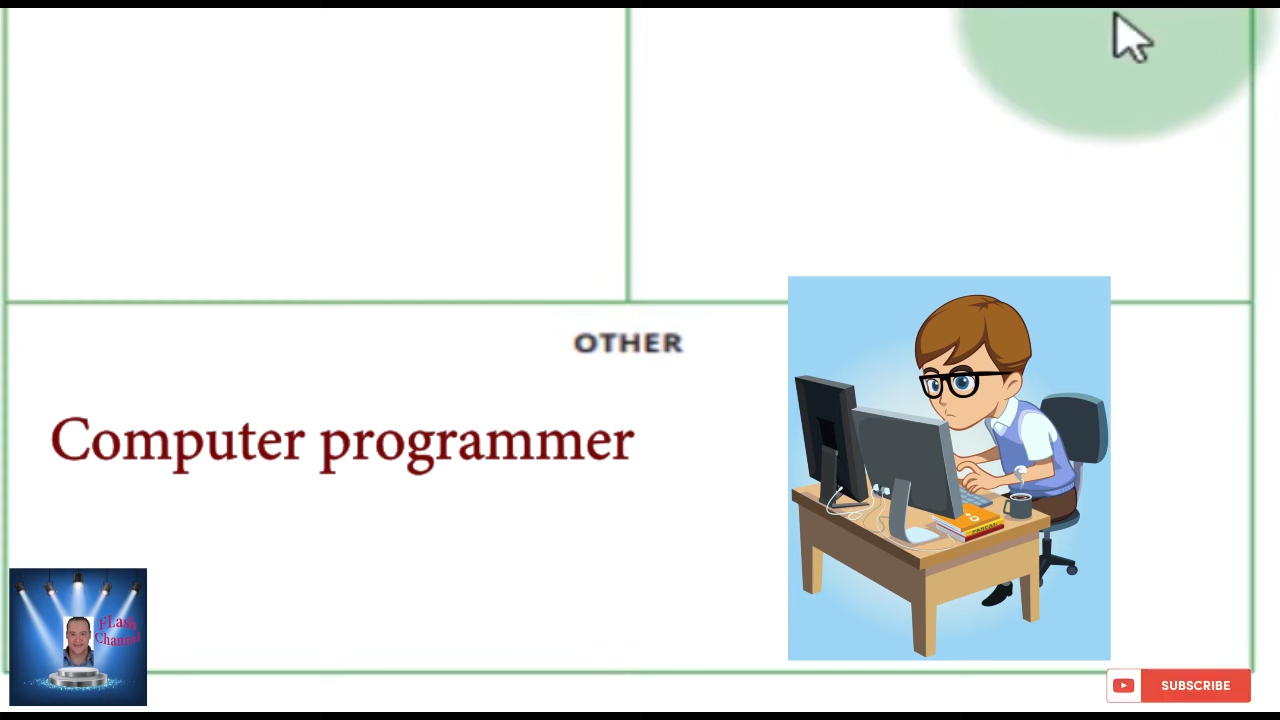 OTHER
Computer programmer
FLash
Channel
SUBSCRIBE